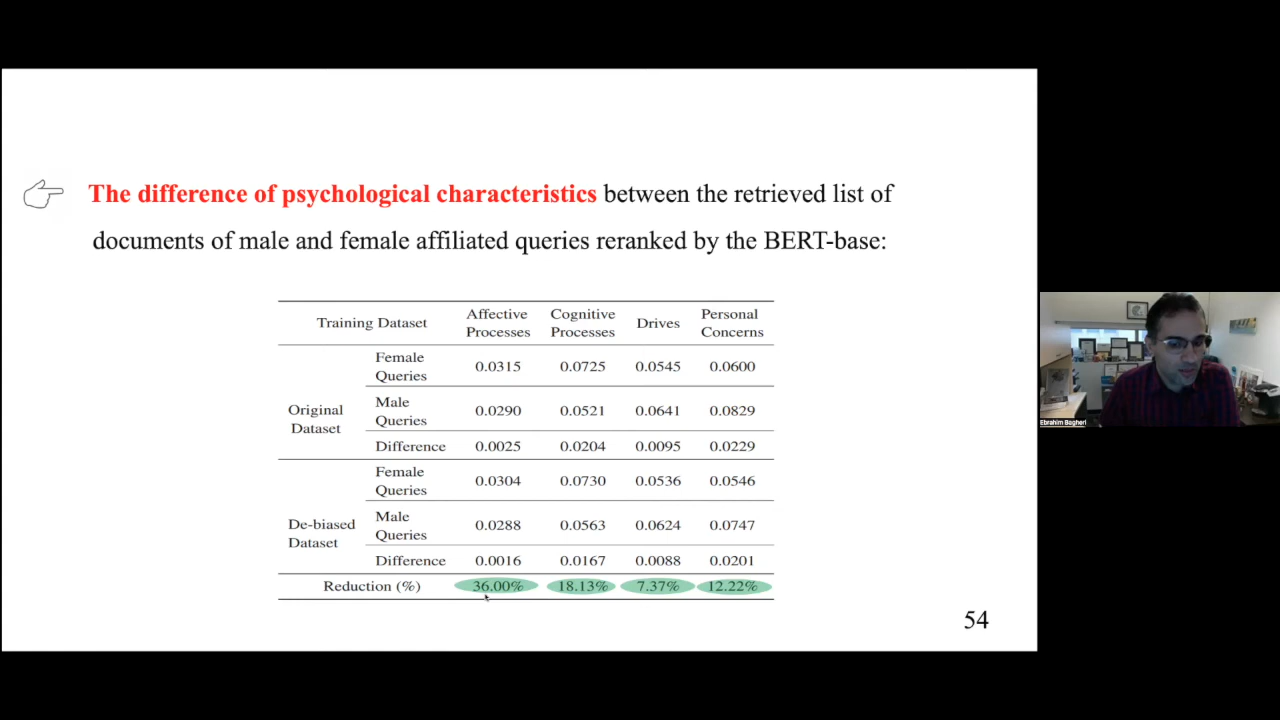 The difference of psychological characteristics between the retrieved list of
documents of male and female affiliated queries reranked by the BERT-base:
Training Dataset Affective Processes Cognitive Processes Drives Personal Concerns
Original Dataset
Female Queries 0.0315 0.0725 0.0545 0.0600
Male Queries 0.0290 0.0521 0.0641 0.0829
Difference 0.0025 0.0204 0.0095 0.0229
De-biased Dataset
Female Queries 0.0304 0.0730 0.0536 0.0546
Male Queries 0.0288 0.0563 0.0624 0.0747
Difference 0.0016 0.0167 0.0088 0.0201
Reduction (%) 36.00% 18.13% 7.37% 12.22%
54
Ebrahim Bagheri